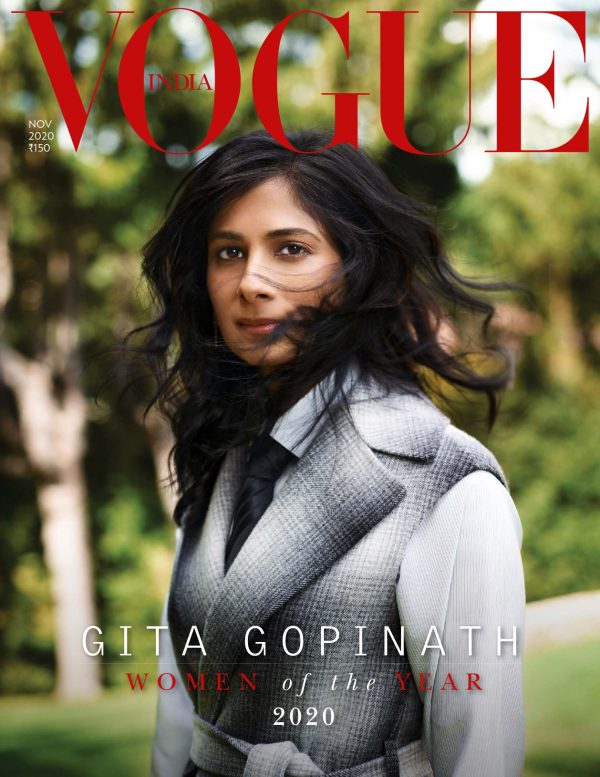 VOGUE
INDIA
NOV
2020
₹150
GITA GOPINATH
WOMEN of the YEAR
2020